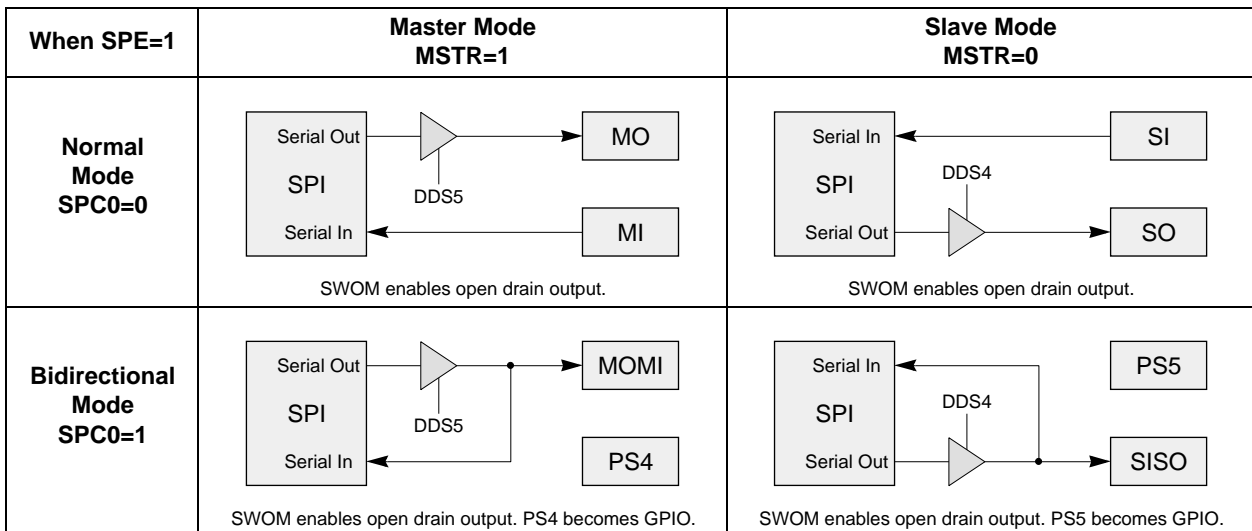 When SPE=1
Master Mode
MSTR=1
Slave Mode
MSTR=0
Normal
Mode
SPC0=0
Serial Out
SPI
Serial In
DDS5
MO
MI
SWOM enables open drain output.
Serial In
SPI
Serial Out
DDS4
SI
SO
SWOM enables open drain output.
Bidirectional
Mode
SPC0=1
Serial Out
SPI
Serial In
DDS5
MOMI
PS4
SWOM enables open drain output. PS4 becomes GPIO.
Serial In
SPI
Serial Out
DDS4
PS5
SISO
SWOM enables open drain output. PS5 becomes GPIO.